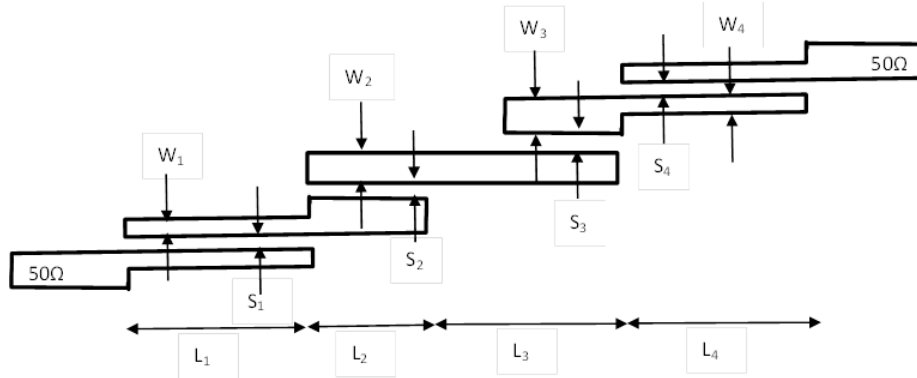 W₄
W₃
50Ω
W₂
W₁
S₄
S₃
S₂
50Ω
S₁
L₁
L₂
L₃
L₄